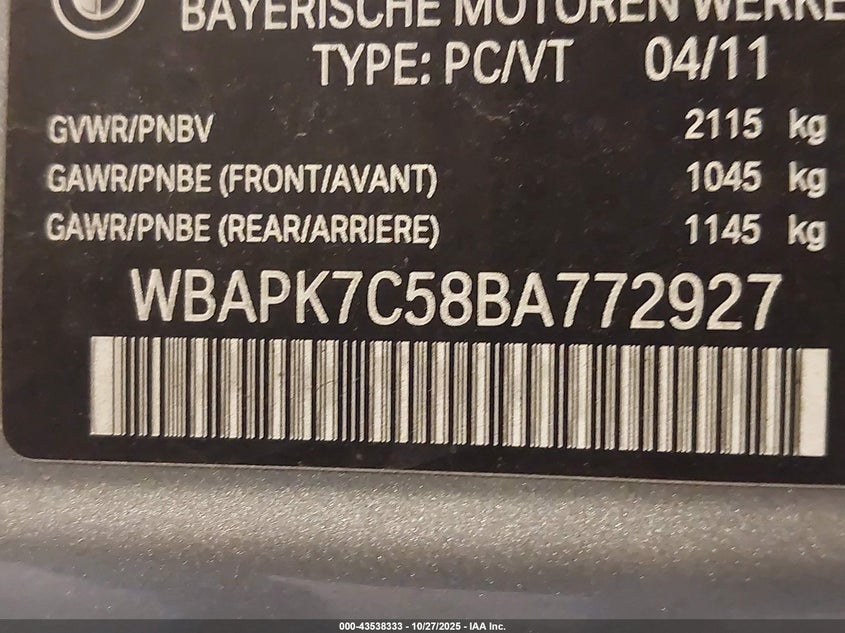 BAYERISCHE MOTOREN WERKE
TYPE: PC/VT 04/11
GVWR/PNBV 2115 kg
GAWR/PNBE (FRONT/AVANT) 1045 kg
GAWR/PNBE (REAR/ARRIERE) 1145 kg
WBAPK7C58BA772927
000-43538333 - 10/27/2025 - IAA Inc.